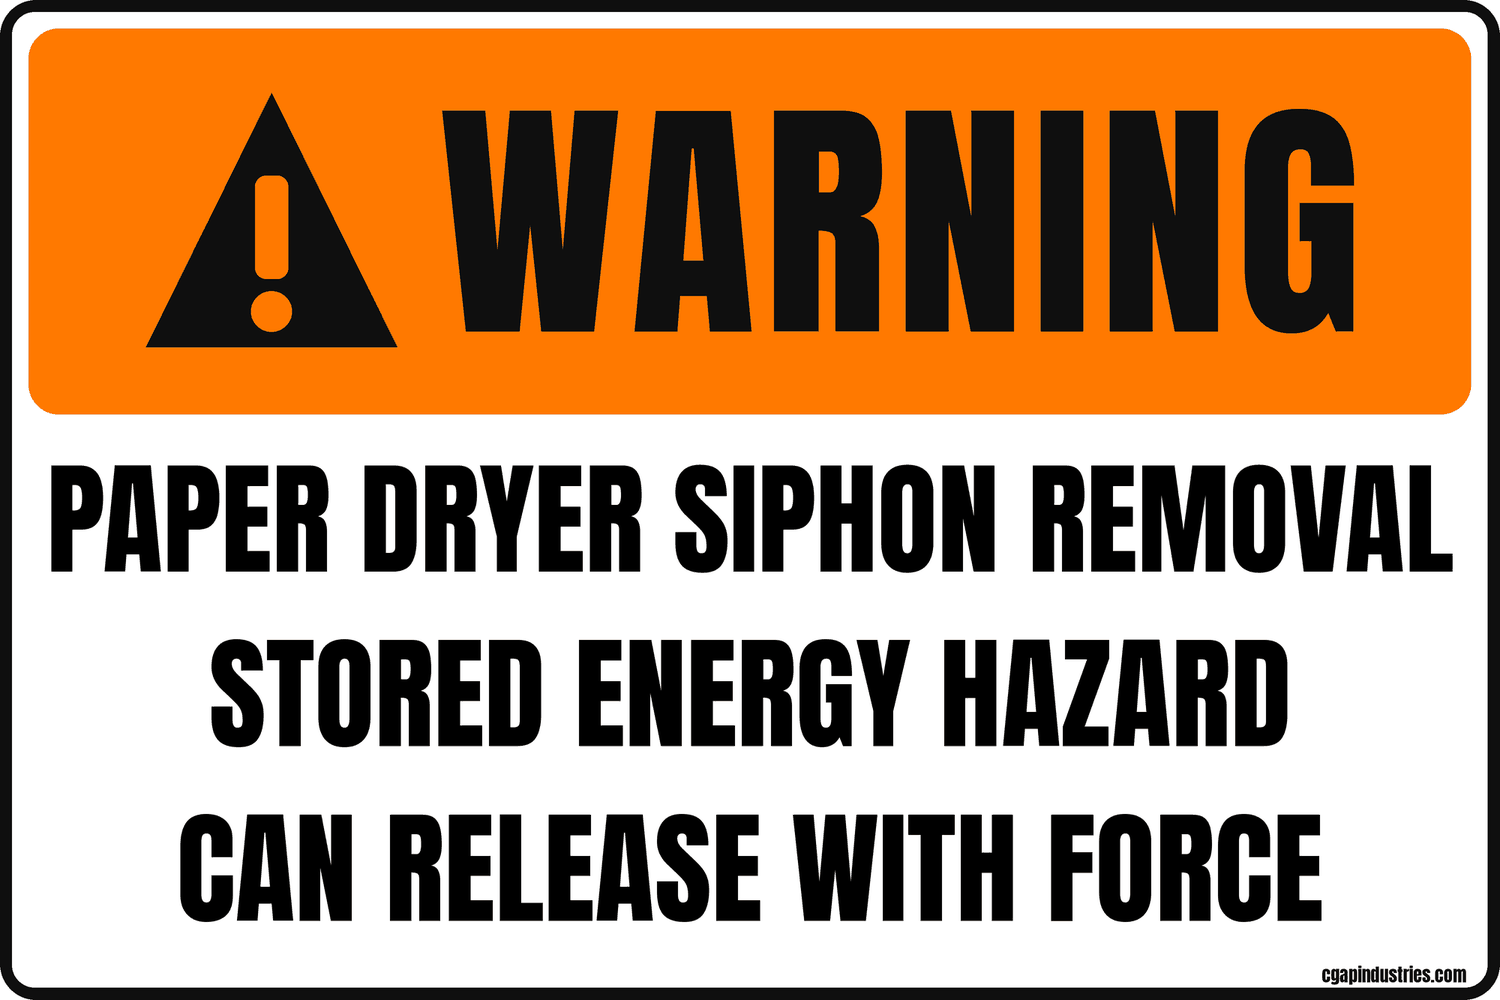 WARNING
PAPER DRYER SIPHON REMOVAL
STORED ENERGY HAZARD
CAN RELEASE WITH FORCE
cgapindustries.com